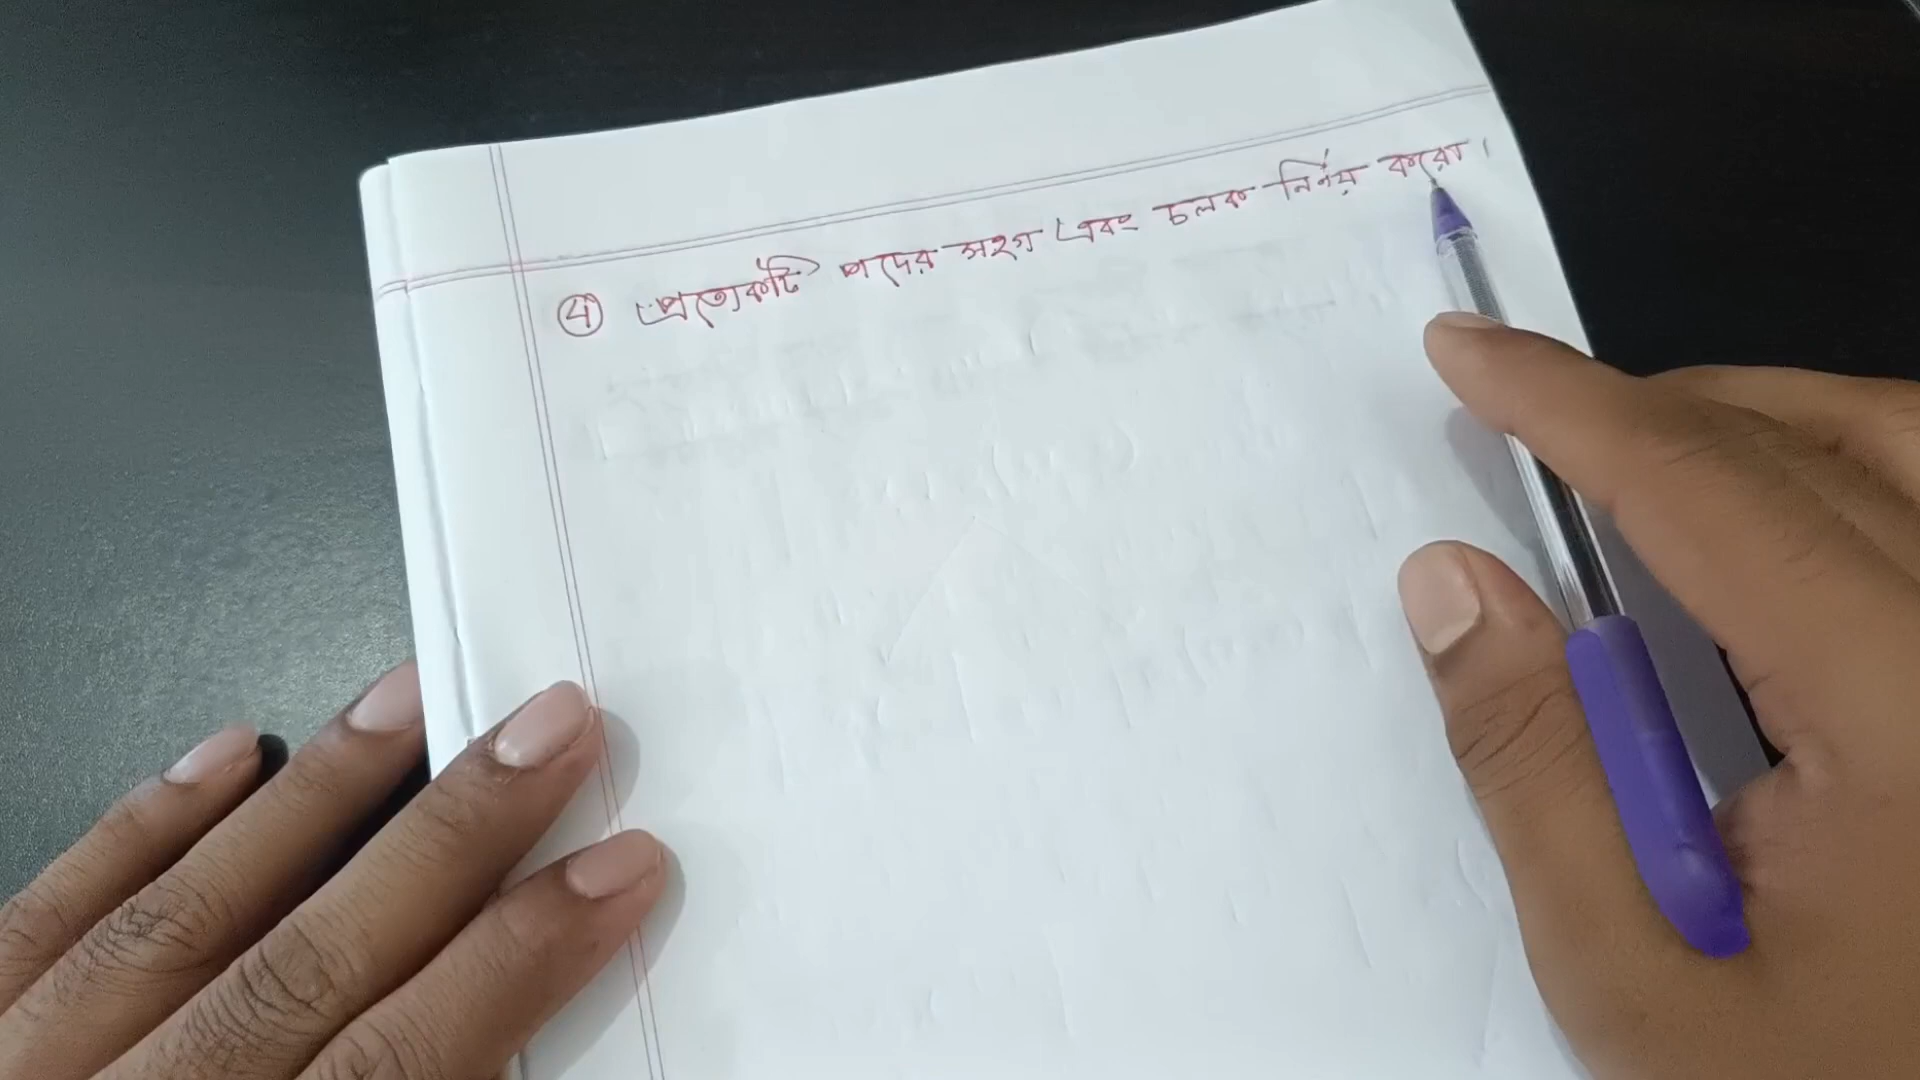 ④ প্রত্যেকটি পদের সহগ এবং চলক নির্ণয় করো।